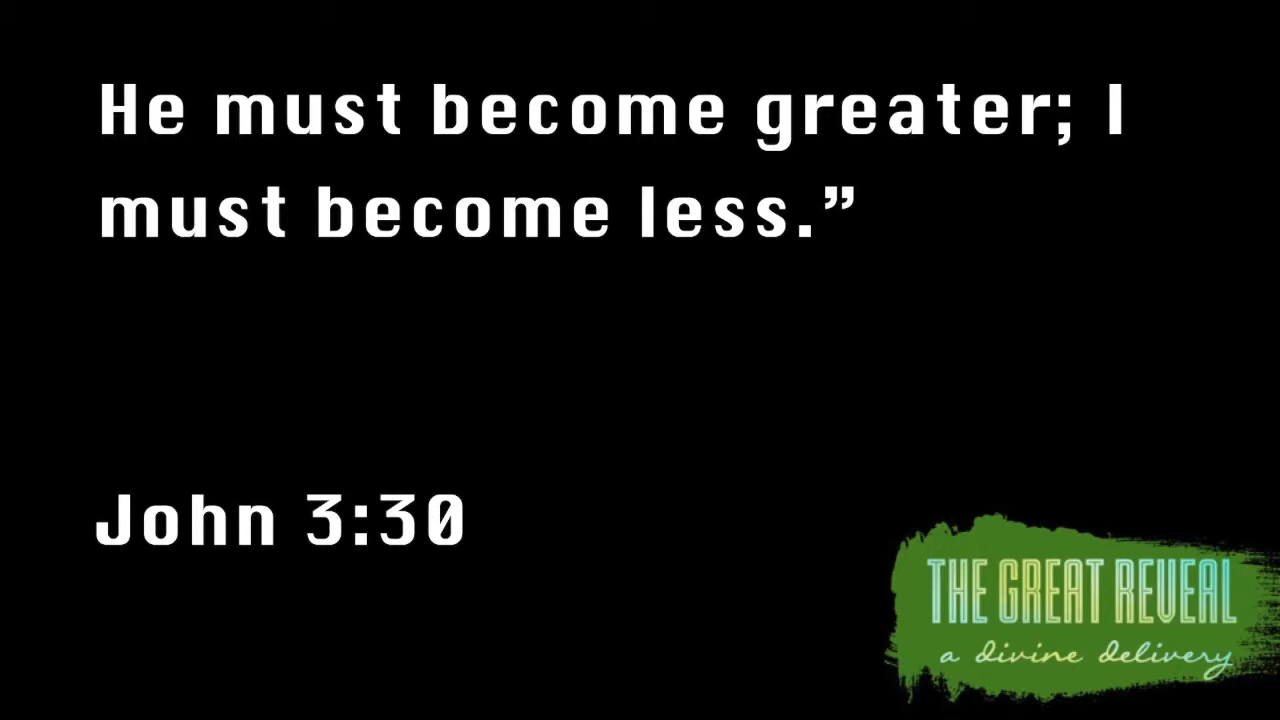 He must become greater; I
must become less.”
John 3:30
THE GREAT REVEAL
a divine delivery